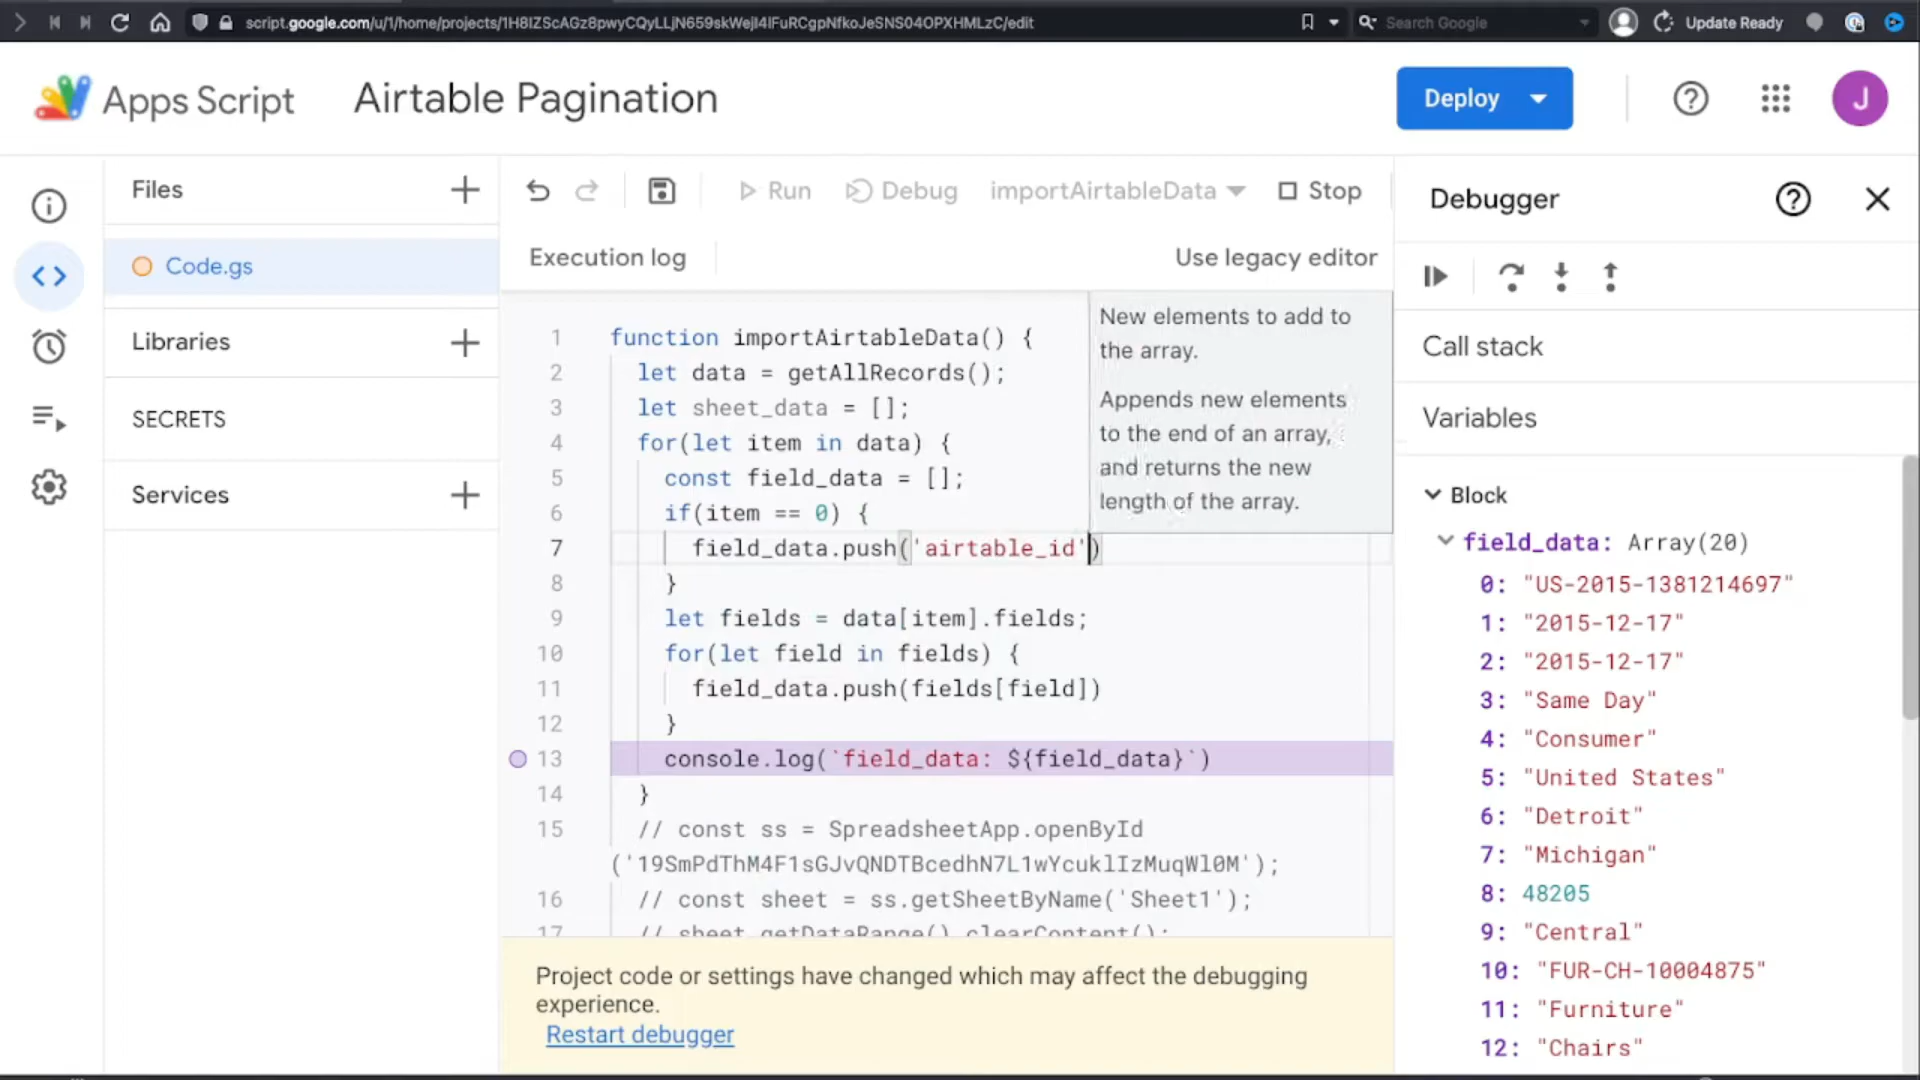 script.google.com/u/1/home/projects/1H8IZScAGz8pwyCQyLLjN659skWejl4lFuRCgpNfkoJeSNS04OPXHMLzC/edit
Search Google
Update Ready
Apps Script
Airtable Pagination
Deploy
J
Files
Code.gs
Libraries
SECRETS
Services
Run
Debug
importAirtableData
Stop
Execution log
Use legacy editor
1 function importAirtableData() {
2 let data = getAllRecords();
3 let sheet_data = [];
4 for(let item in data) {
5 const field_data = [];
6 if(item == 0) {
7 field_data.push('airtable_id')
8 }
9 let fields = data[item].fields;
10 for(let field in fields) {
11 field_data.push(fields[field])
12 }
13 console.log(`field_data: ${field_data}`)
14 }
15 // const ss = SpreadsheetApp.openById
('19SmPdThM4F1sGJvQNDTBcedhN7L1wYcuklIzMuqWl0M');
16 // const sheet = ss.getSheetByName('Sheet1');
17 // sheet.getDataRange().clearContent();
New elements to add to
the array.
Appends new elements
to the end of an array,
and returns the new
length of the array.
Project code or settings have changed which may affect the debugging
experience.
Restart debugger
Debugger
Call stack
Variables
Block
field_data: Array(20)
0: "US-2015-1381214697"
1: "2015-12-17"
2: "2015-12-17"
3: "Same Day"
4: "Consumer"
5: "United States"
6: "Detroit"
7: "Michigan"
8: 48205
9: "Central"
10: "FUR-CH-10004875"
11: "Furniture"
12: "Chairs"